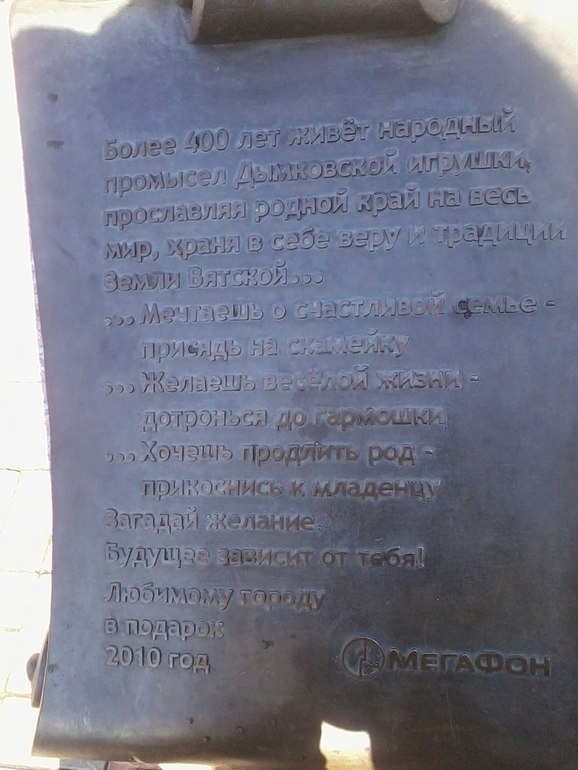 Более 400 лет живёт народный
промысел Дымковской игрушки,
прославляя родной край на весь
мир, храня в себе веру и традиции
Земли Вятской...
...Мечтаешь о счастливой семье -
присядь на скамейку
...Желаешь весёлой жизни -
дотронься до гармошки
...Хочешь продлить род -
прикоснись к младенцу
Загадай желание.
Будущее зависит от тебя!
Любимому городу
в подарок
2010 год
МЕГАФОН